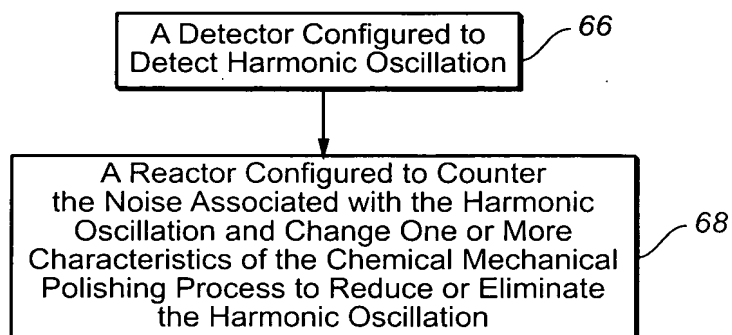 A Detector Configured to
Detect Harmonic Oscillation
66
A Reactor Configured to Counter
the Noise Associated with the Harmonic
Oscillation and Change One or More
Characteristics of the Chemical Mechanical
Polishing Process to Reduce or Eliminate
the Harmonic Oscillation
68